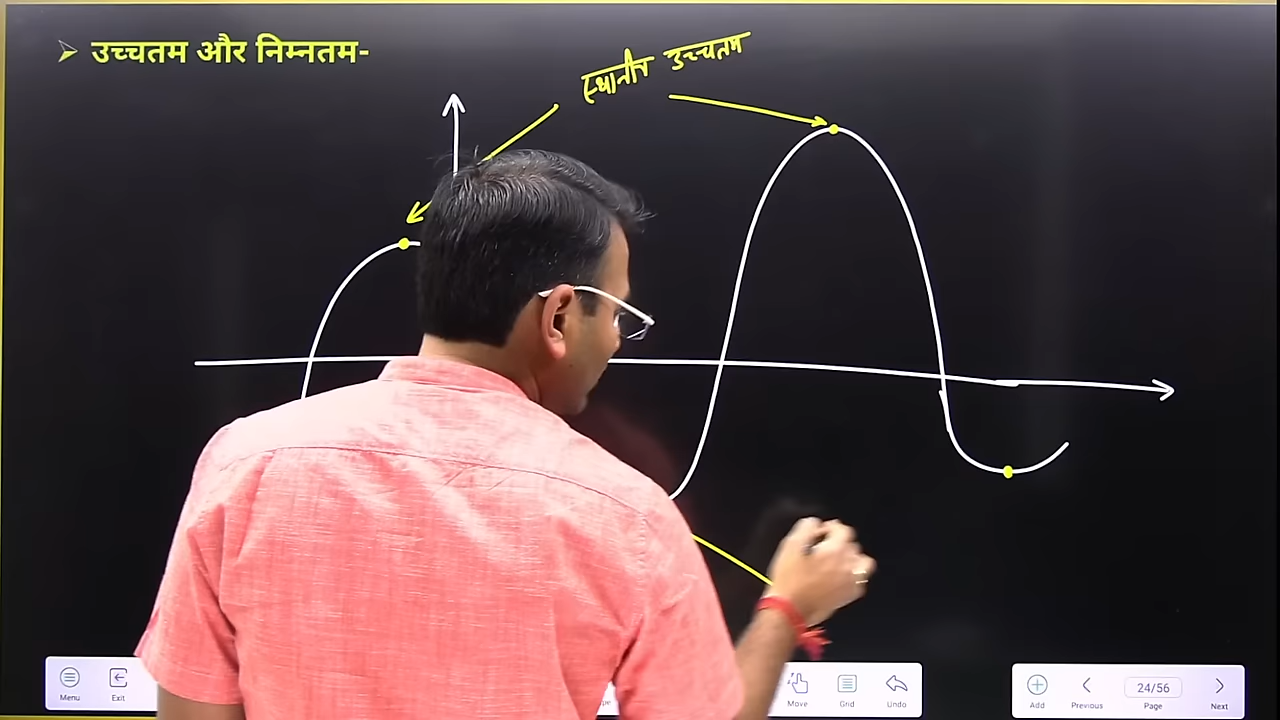 ➢ उच्चतम और निम्नतम-
स्थानीय उच्चतम
Menu
Exit
Move
Grid
Undo
Add
Previous
24/56
Page
Next